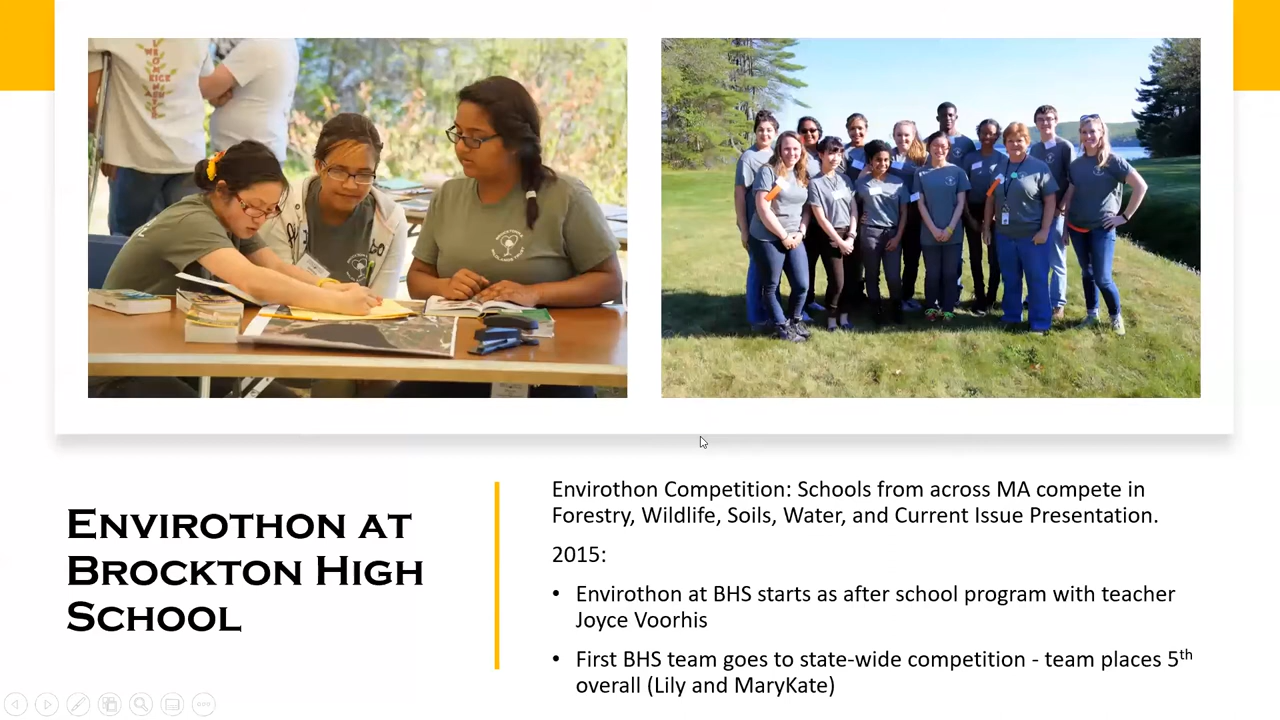 Envirothon at
Brockton High
School
Envirothon Competition: Schools from across MA compete in
Forestry, Wildlife, Soils, Water, and Current Issue Presentation.
2015:
• Envirothon at BHS starts as after school program with teacher
Joyce Voorhis
• First BHS team goes to state-wide competition - team places 5th
overall (Lily and MaryKate)